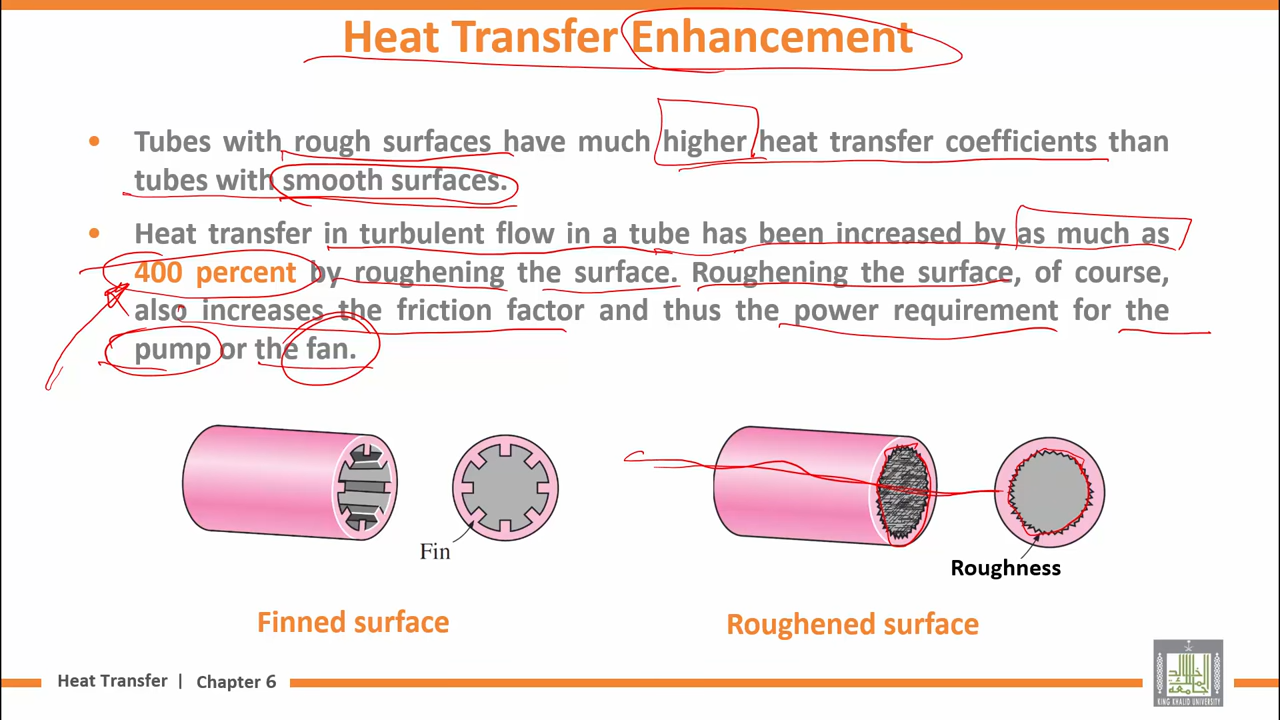 Heat Transfer Enhancement
• Tubes with rough surfaces have much higher heat transfer coefficients than
tubes with smooth surfaces.
• Heat transfer in turbulent flow in a tube has been increased by as much as
400 percent by roughening the surface. Roughening the surface, of course,
also increases the friction factor and thus the power requirement for the
pump or the fan.
Fin
Roughness
Finned surface
Roughened surface
Heat Transfer | Chapter 6
KING KHALID UNIVERSITY